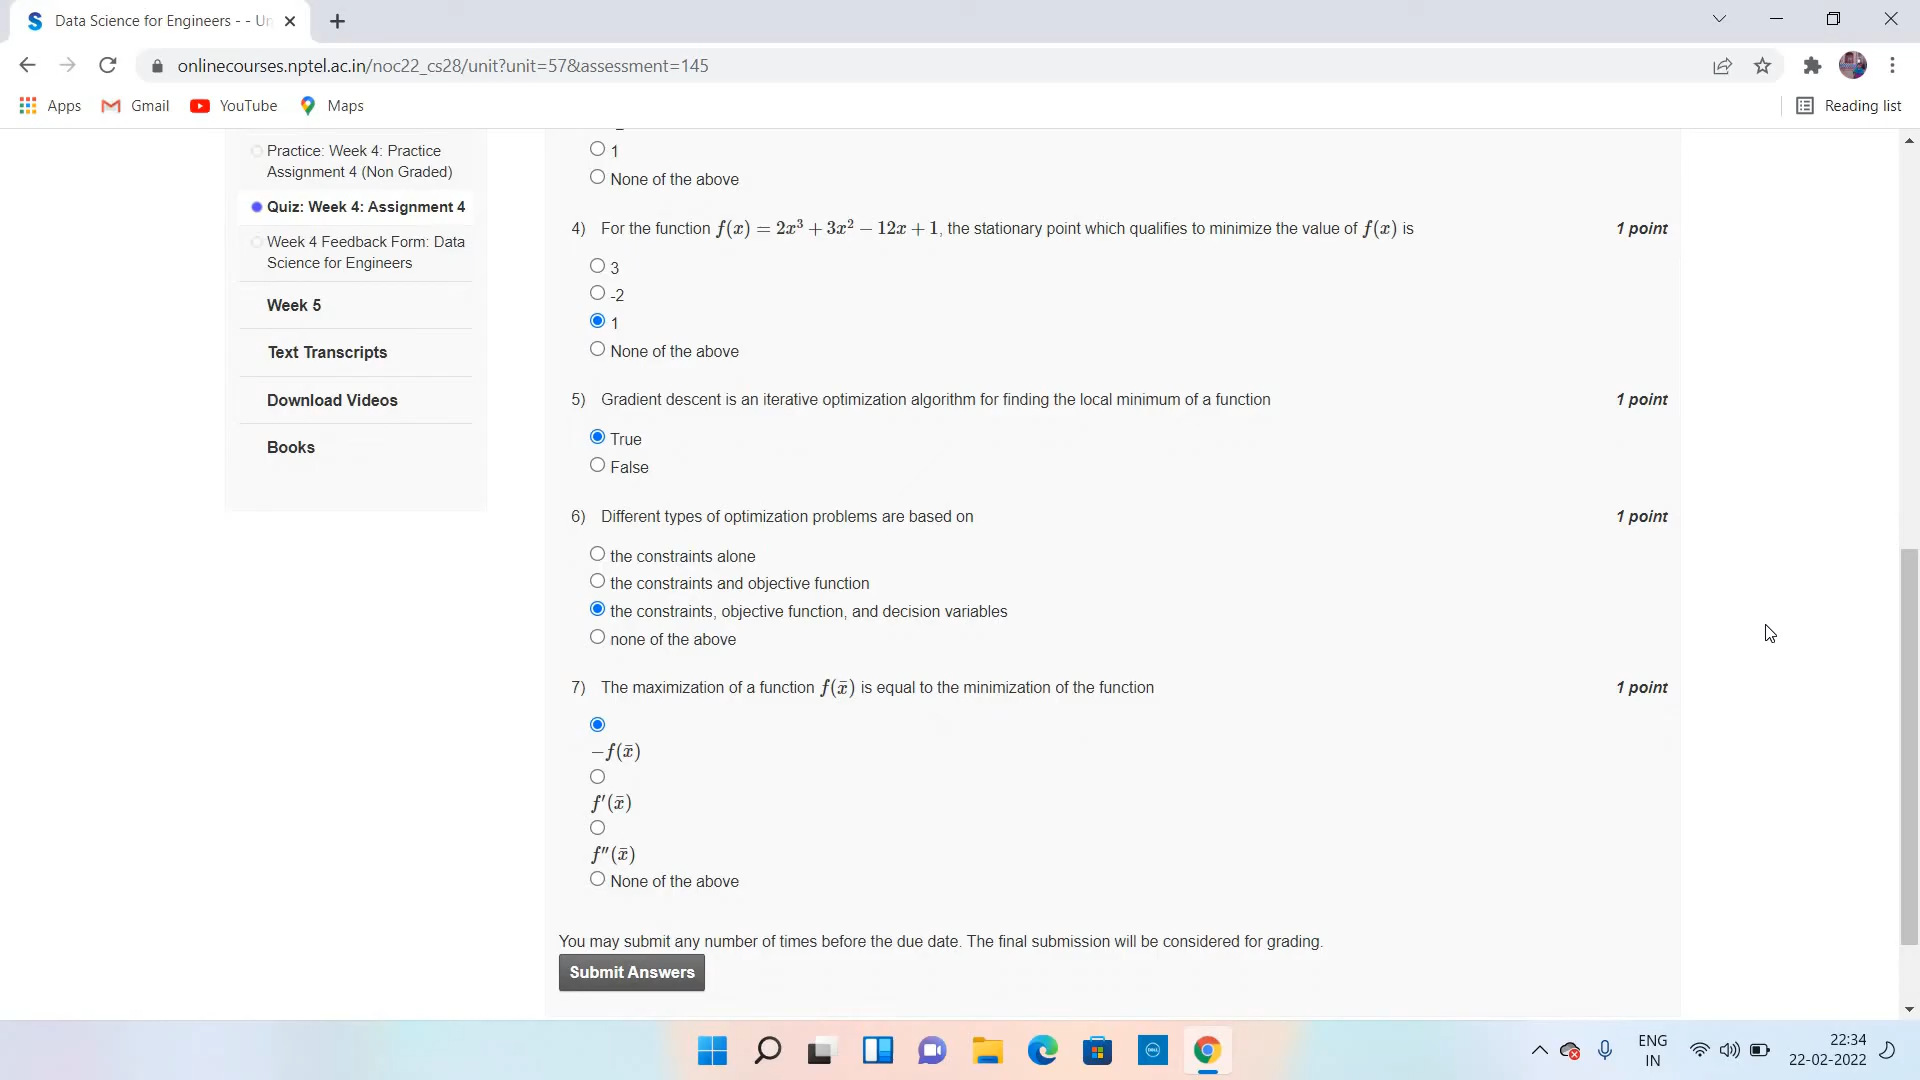 Data Science for Engineers - - Un
onlinecourses.nptel.ac.in/noc22_cs28/unit?unit=57&assessment=145
Apps Gmail YouTube Maps Reading list
Practice: Week 4: Practice
Assignment 4 (Non Graded)
Quiz: Week 4: Assignment 4
Week 4 Feedback Form: Data
Science for Engineers
Week 5
Text Transcripts
Download Videos
Books
1
None of the above
4) For the function f(x) = 2x³ + 3x² − 12x + 1, the stationary point which qualifies to minimize the value of f(x) is 1 point
3
-2
1
None of the above
5) Gradient descent is an iterative optimization algorithm for finding the local minimum of a function 1 point
True
False
6) Different types of optimization problems are based on 1 point
the constraints alone
the constraints and objective function
the constraints, objective function, and decision variables
none of the above
7) The maximization of a function f(x̄) is equal to the minimization of the function 1 point
−f(x̄)
f′(x̄)
f″(x̄)
None of the above
You may submit any number of times before the due date. The final submission will be considered for grading.
Submit Answers
ENG
IN
22:34
22-02-2022